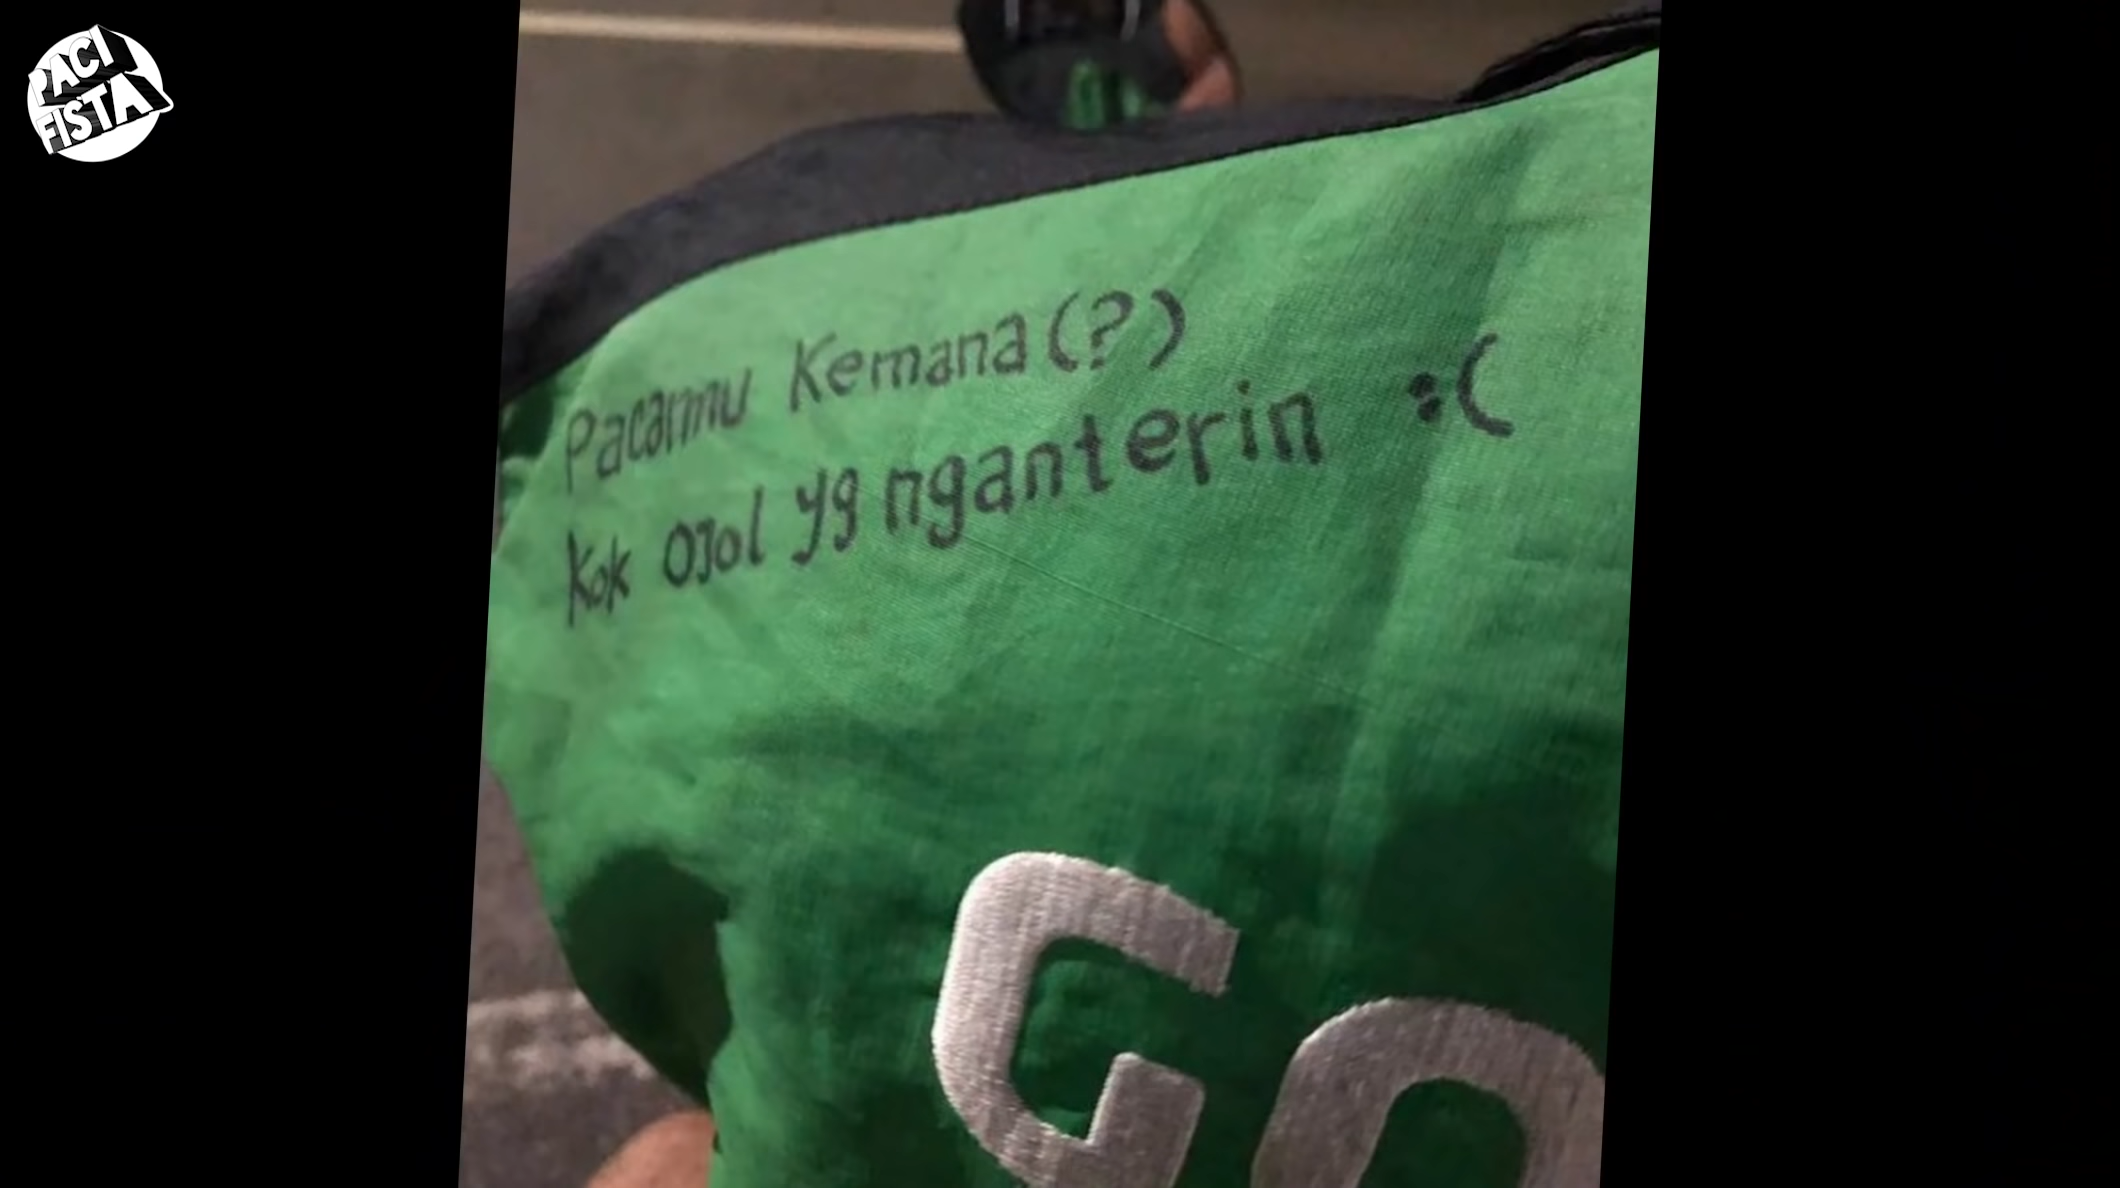 PACI
FISTA
Pacarmu Kemana (?)
Kok Ojol yg nganterin :(
GO